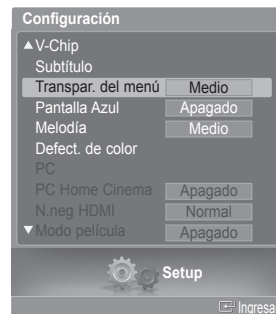 Configuración
▲V-Chip
Subtítulo
Transpar. del menú Medio
Pantalla Azul Apagado
Melodía Medio
Defect. de color
PC
PC Home Cinema Apagado
N.neg HDMI Normal
▼Modo película Apagado
Setup
Ingresa